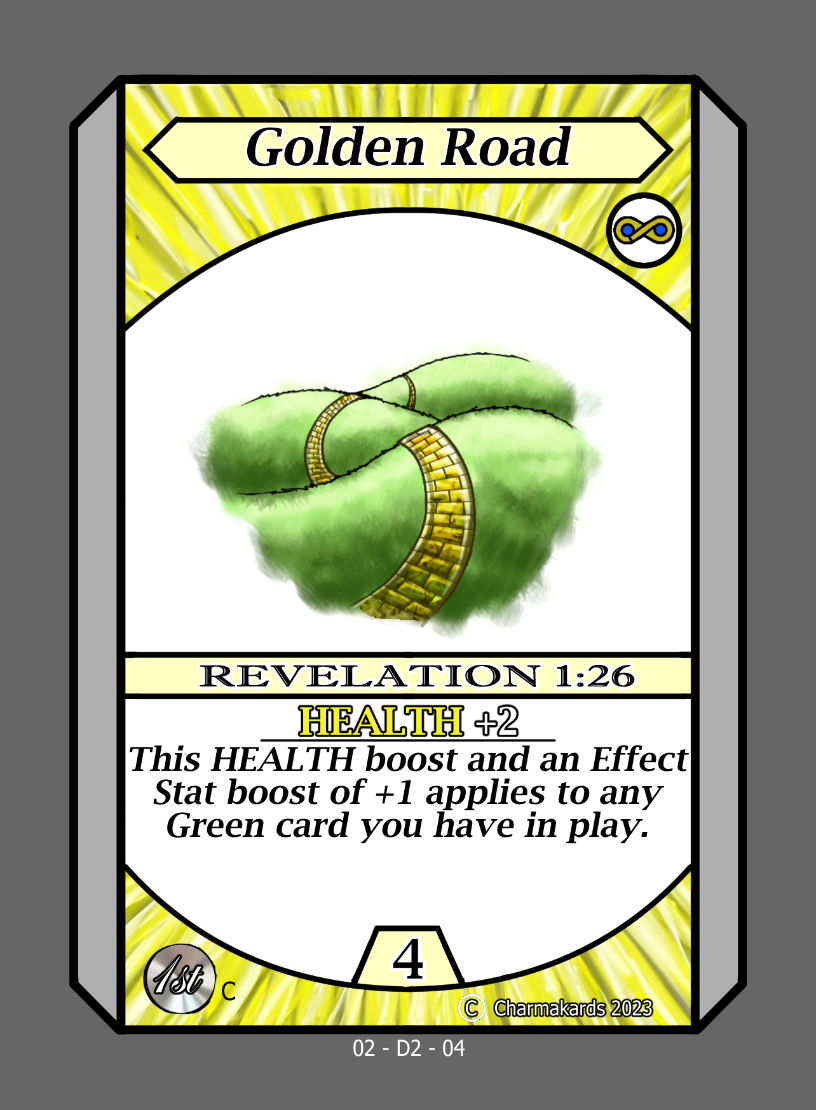 Golden Road
REVELATION 1:26
HEALTH +2
This HEALTH boost and an Effect
Stat boost of +1 applies to any
Green card you have in play.
4
1st C
© Charmakards 2023
02 - D2 - 04